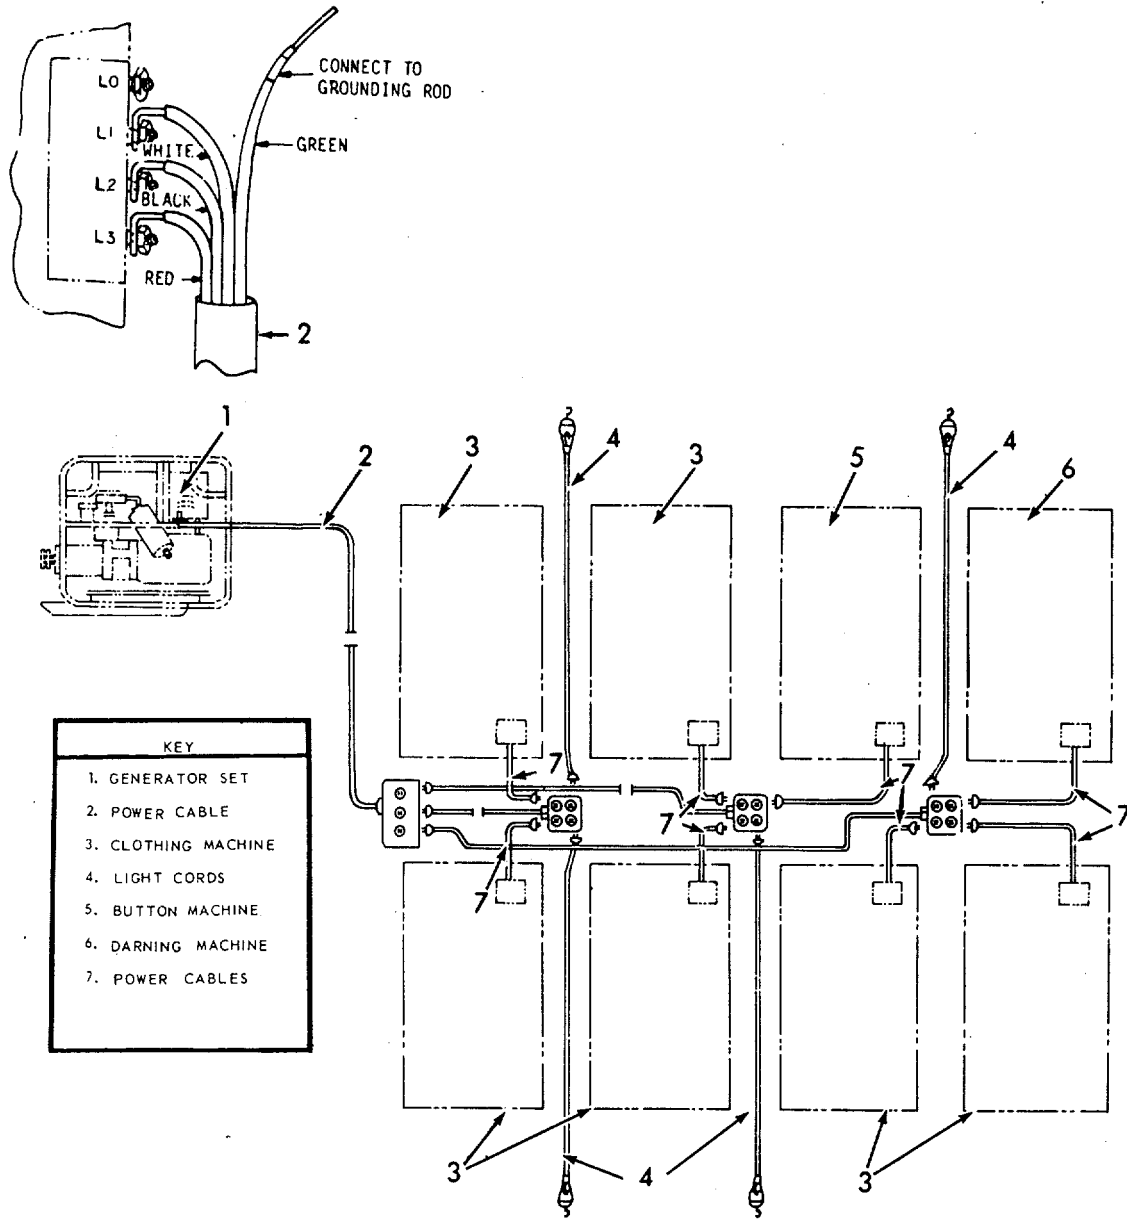 CONNECT TO
GROUNDING ROD
LO
L1
WHITE
GREEN
L2
BLACK
L3
RED
2
1
2
3
4
3
5
4
6
7
7
7
7
7
KEY
1. GENERATOR SET
2. POWER CABLE
3. CLOTHING MACHINE
4. LIGHT CORDS
5. BUTTON MACHINE
6. DARNING MACHINE
7. POWER CABLES
3
4
3